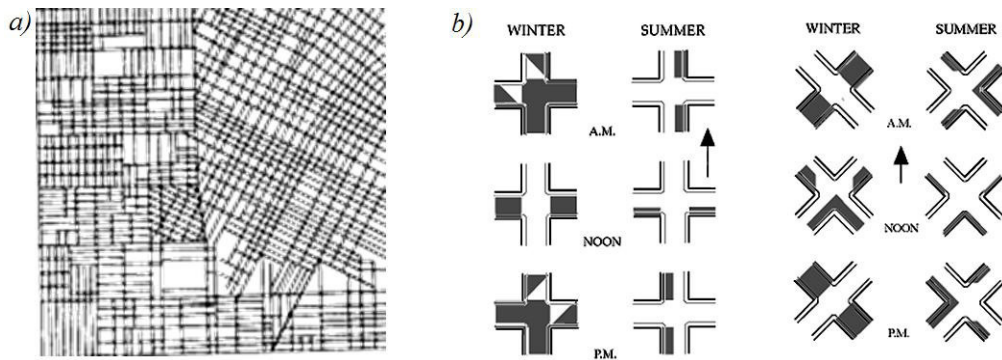 a)
b)
WINTER SUMMER WINTER SUMMER
A.M. A.M.
NOON NOON
P.M. P.M.